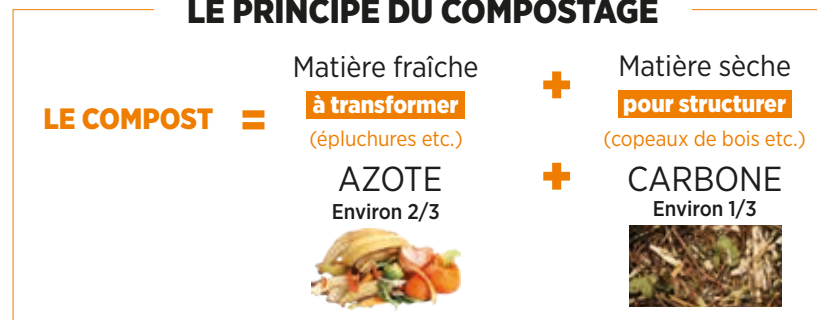 LE PRINCIPE DU COMPOSTAGE
LE COMPOST =
Matière fraîche
à transformer
(épluchures etc.)
+
Matière sèche
pour structurer
(copeaux de bois etc.)
AZOTE
Environ 2/3
+
CARBONE
Environ 1/3